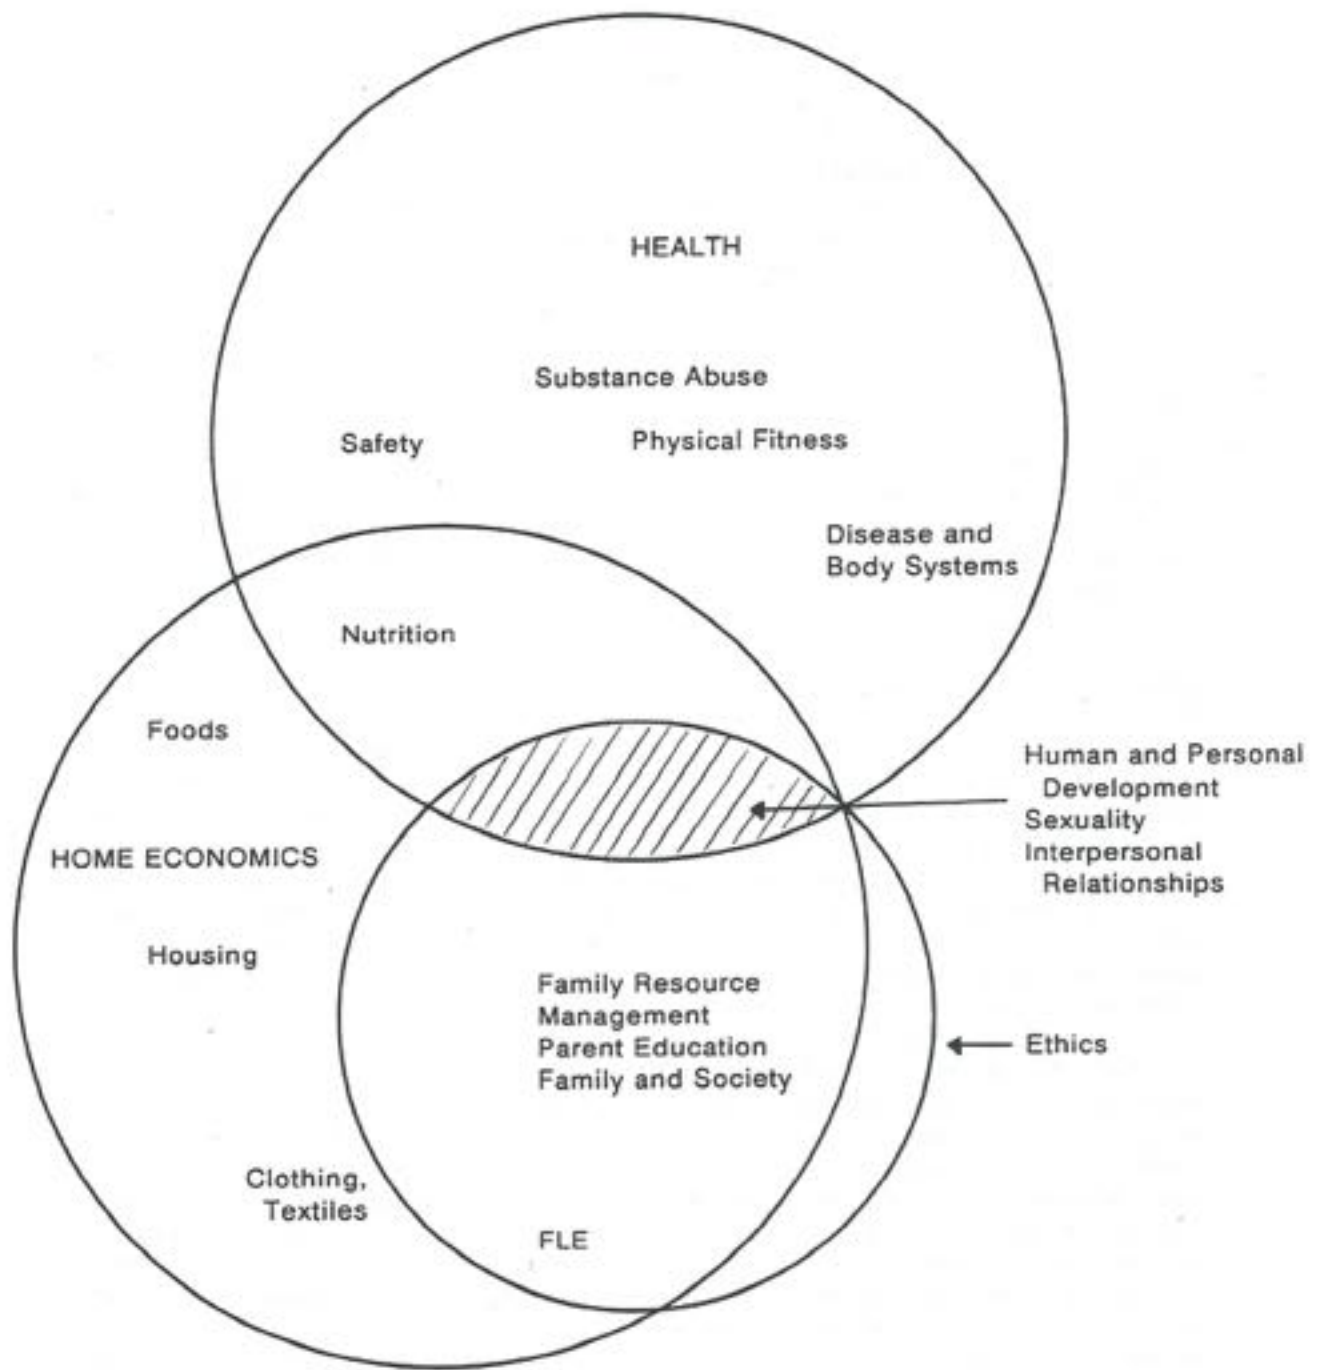 HEALTH
Substance Abuse
Safety
Physical Fitness
Disease and
Body Systems
Nutrition
Foods
Human and Personal
Development
Sexuality
Interpersonal
Relationships
HOME ECONOMICS
Housing
Family Resource
Management
Parent Education
Family and Society
Ethics
Clothing,
Textiles
FLE